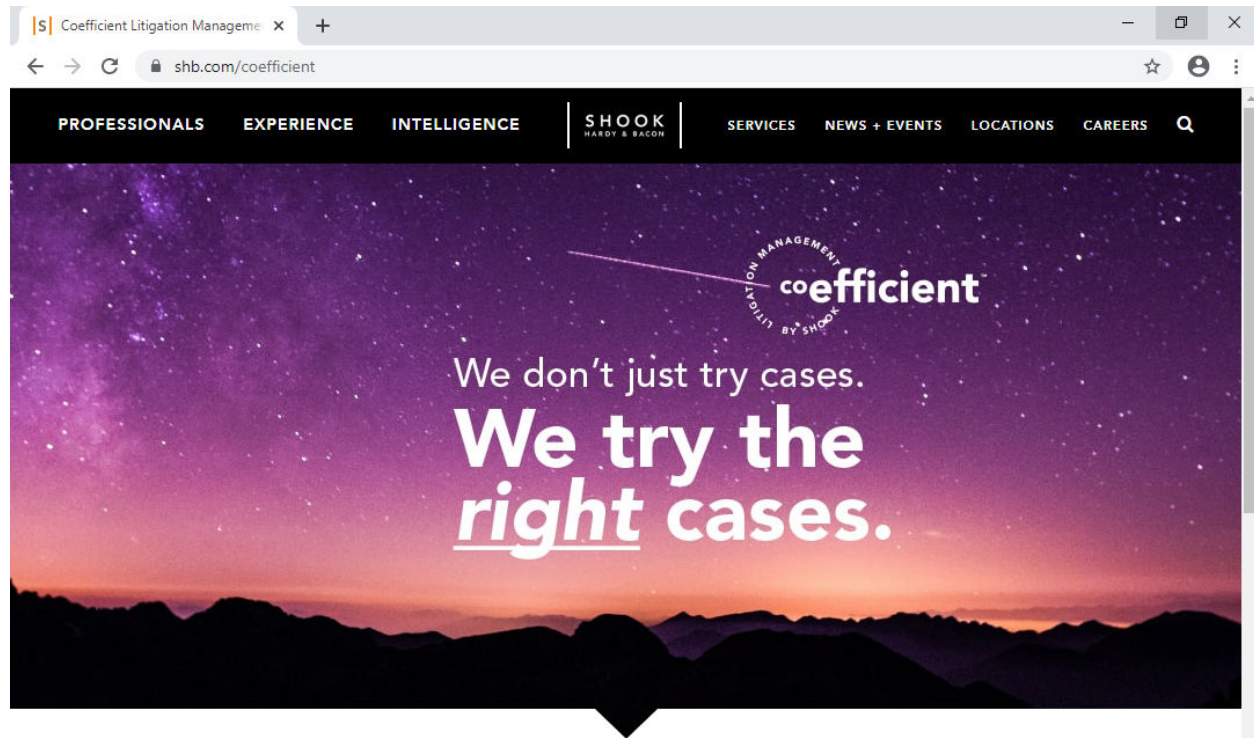 |S| Coefficient Litigation Manageme
shb.com/coefficient
PROFESSIONALS EXPERIENCE INTELLIGENCE SHOOK SERVICES NEWS + EVENTS LOCATIONS CAREERS
HARDY & BACON
LITIGATION MANAGEMENT
coefficient™
BY SHOOK
We don't just try cases.
We try the
right cases.